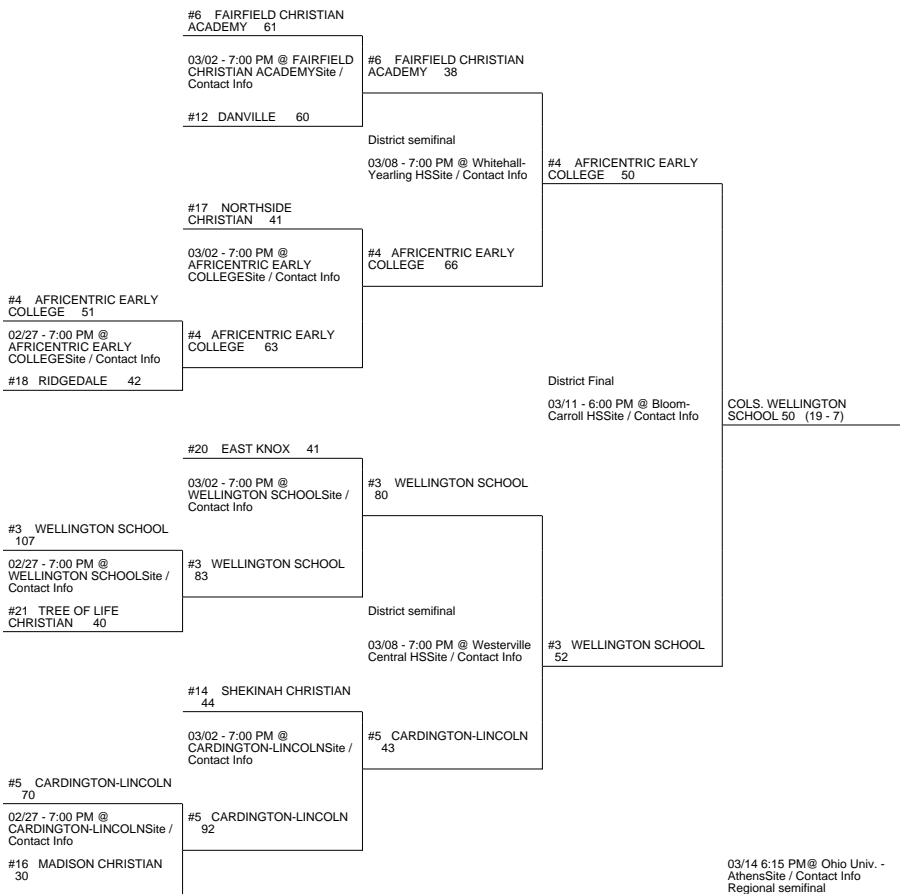 #6 FAIRFIELD CHRISTIAN
ACADEMY 61
03/02 - 7:00 PM @ FAIRFIELD
CHRISTIAN ACADEMYSite /
Contact Info
#12 DANVILLE 60
#6 FAIRFIELD CHRISTIAN
ACADEMY 38
District semifinal
03/08 - 7:00 PM @ Whitehall-
Yearling HSSite / Contact Info
#4 AFRICENTRIC EARLY
COLLEGE 50
#17 NORTHSIDE
CHRISTIAN 41
03/02 - 7:00 PM @
AFRICENTRIC EARLY
COLLEGESite / Contact Info
#4 AFRICENTRIC EARLY
COLLEGE 66
#4 AFRICENTRIC EARLY
COLLEGE 51
02/27 - 7:00 PM @
AFRICENTRIC EARLY
COLLEGESite / Contact Info
#18 RIDGEDALE 42
#4 AFRICENTRIC EARLY
COLLEGE 63
District Final
03/11 - 6:00 PM @ Bloom-
Carroll HSSite / Contact Info
COLS. WELLINGTON
SCHOOL 50 (19 - 7)
#20 EAST KNOX 41
03/02 - 7:00 PM @
WELLINGTON SCHOOLSite /
Contact Info
#3 WELLINGTON SCHOOL
80
#3 WELLINGTON SCHOOL
107
02/27 - 7:00 PM @
WELLINGTON SCHOOLSite /
Contact Info
#21 TREE OF LIFE
CHRISTIAN 40
#3 WELLINGTON SCHOOL
83
District semifinal
03/08 - 7:00 PM @ Westerville
Central HSSite / Contact Info
#3 WELLINGTON SCHOOL
52
#14 SHEKINAH CHRISTIAN
44
03/02 - 7:00 PM @
CARDINGTON-LINCOLNSite /
Contact Info
#5 CARDINGTON-LINCOLN
43
#5 CARDINGTON-LINCOLN
70
02/27 - 7:00 PM @
CARDINGTON-LINCOLNSite /
Contact Info
#16 MADISON CHRISTIAN
30
#5 CARDINGTON-LINCOLN
92
03/14 6:15 PM@ Ohio Univ. -
AthensSite / Contact Info
Regional semifinal